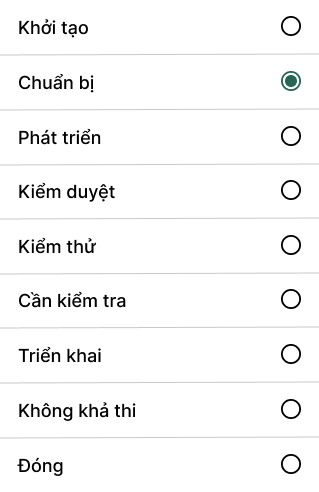 Khởi tạo
Chuẩn bị
Phát triển
Kiểm duyệt
Kiểm thử
Cần kiểm tra
Triển khai
Không khả thi
Đóng